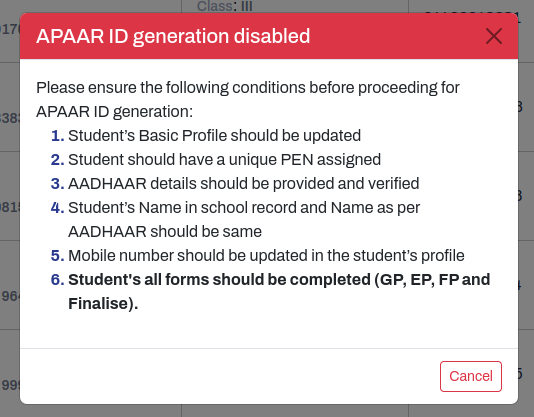 Class: III
APAAR ID generation disabled
Please ensure the following conditions before proceeding for
APAAR ID generation:
1. Student's Basic Profile should be updated
2. Student should have a unique PEN assigned
3. AADHAAR details should be provided and verified
4. Student's Name in school record and Name as per
AADHAAR should be same
5. Mobile number should be updated in the student's profile
6. Student's all forms should be completed (GP, EP, FP and
Finalise).
Cancel